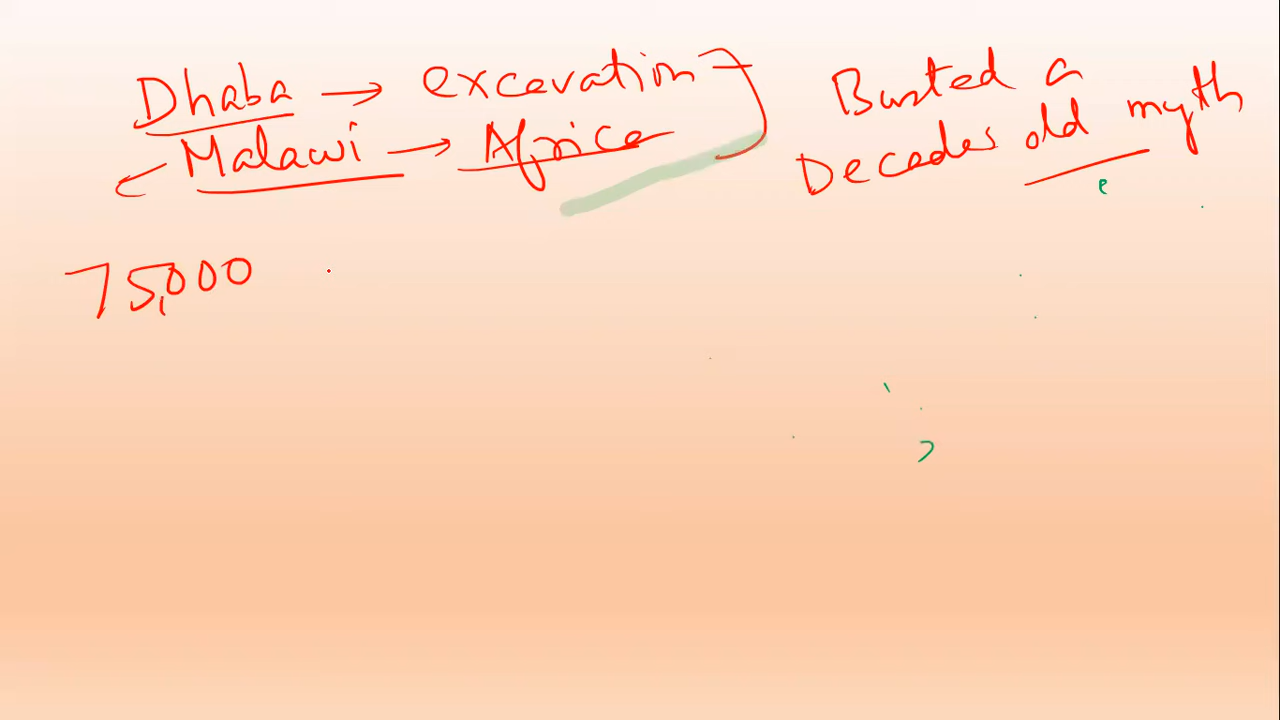 Dhaba → excavation
Malawi → Africa
Busted a
Decades old myth
75,000